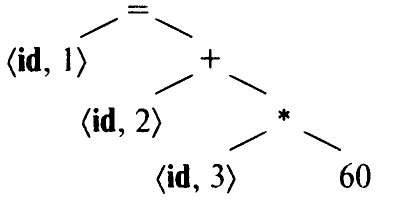 =
⟨id, 1⟩ +
⟨id, 2⟩ *
⟨id, 3⟩ 60